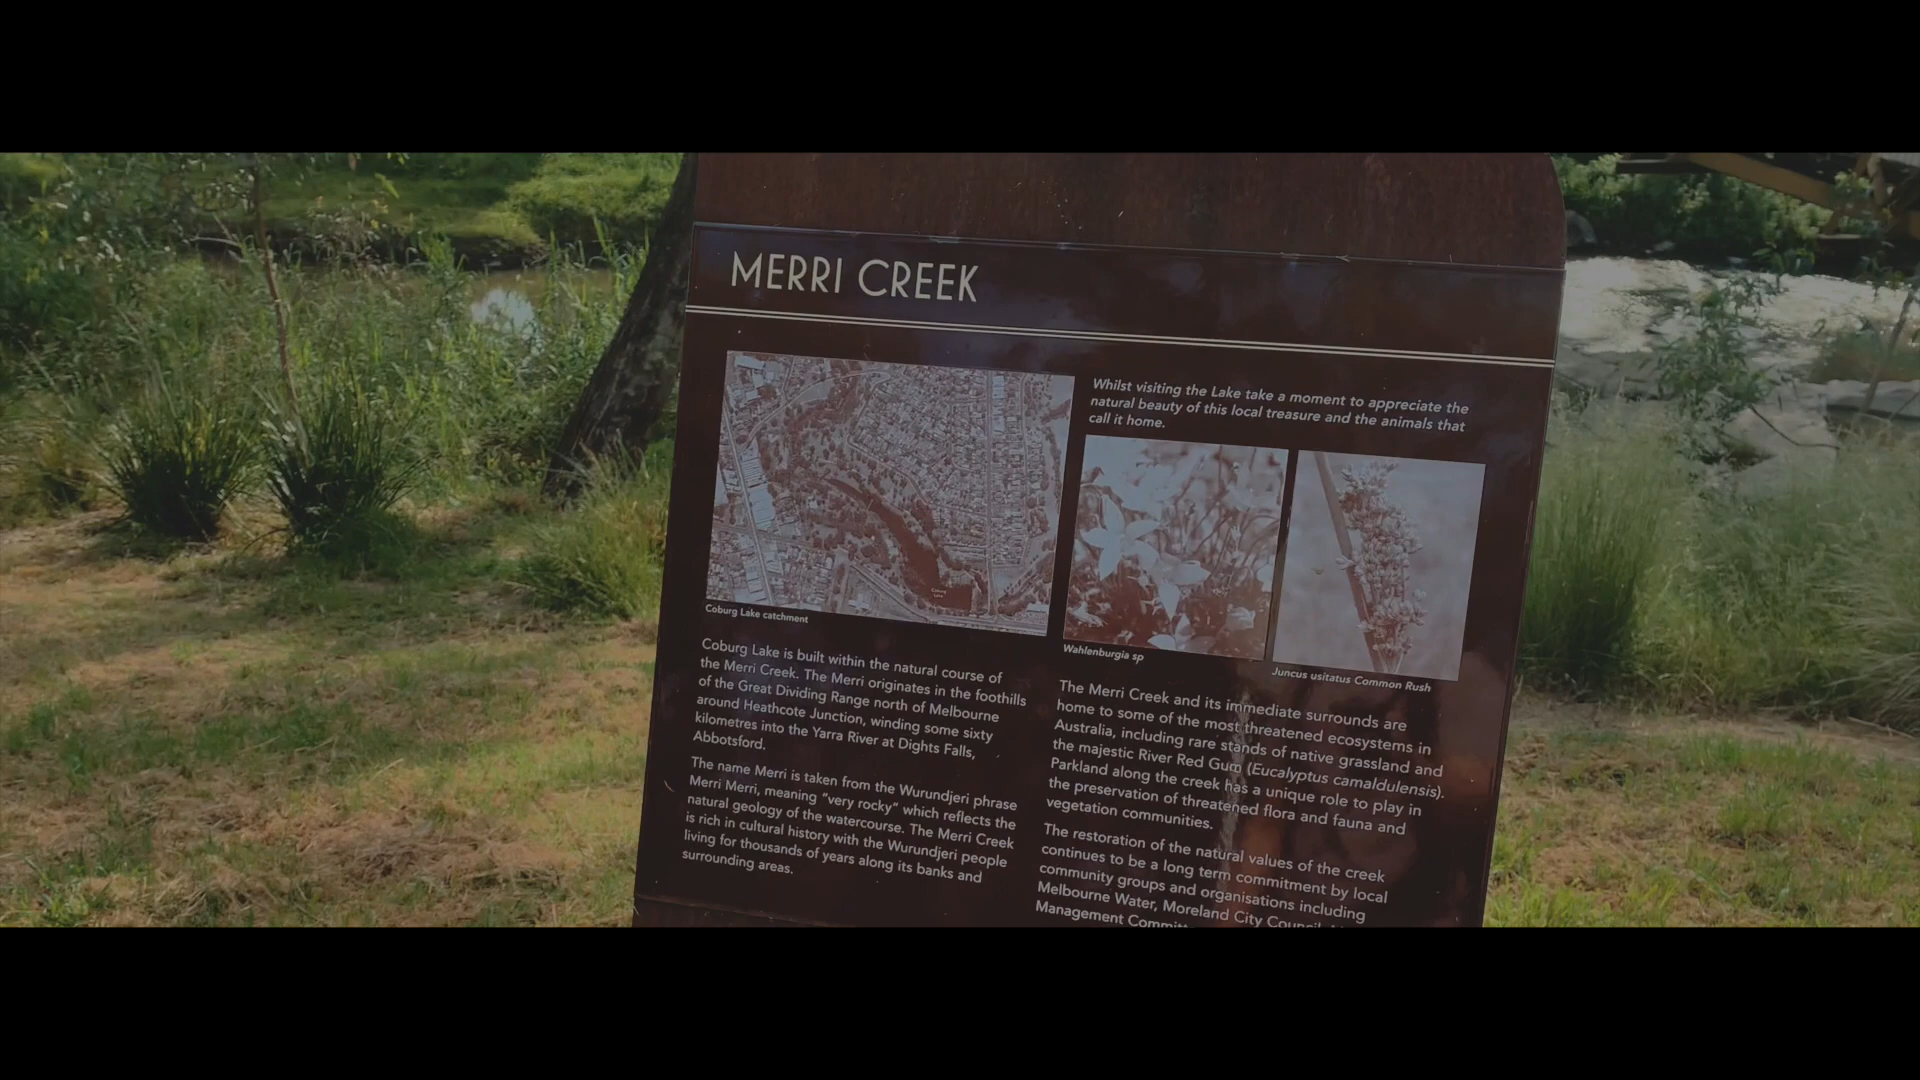 MERRI CREEK
Whilst visiting the Lake take a moment to appreciate the
natural beauty of this local treasure and the animals that
call it home.
Coburg Lake
Coburg Lake catchment
Wahlenburgia sp
Juncus usitatus Common Rush
Coburg Lake is built within the natural course of
the Merri Creek. The Merri originates in the foothills
of the Great Dividing Range north of Melbourne
around Heathcote Junction, winding some sixty
kilometres into the Yarra River at Dights Falls,
Abbotsford.
The name Merri is taken from the Wurundjeri phrase
Merri Merri, meaning “very rocky” which reflects the
natural geology of the watercourse. The Merri Creek
is rich in cultural history with the Wurundjeri people
living for thousands of years along its banks and
surrounding areas.
The Merri Creek and its immediate surrounds are
home to some of the most threatened ecosystems in
Australia, including rare stands of native grassland and
the majestic River Red Gum (Eucalyptus camaldulensis).
Parkland along the creek has a unique role to play in
the preservation of threatened flora and fauna and
vegetation communities.
The restoration of the natural values of the creek
continues to be a long term commitment by local
community groups and organisations including
Melbourne Water, Moreland City Council,
Management